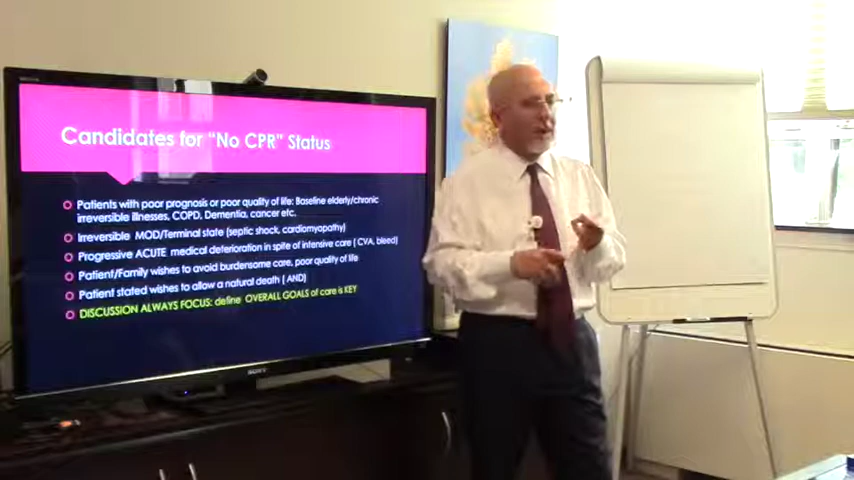 Candidates for "No CPR" Status
Patients with poor prognosis or poor quality of life: Baseline elderly/chronic
irreversible illnesses, COPD, Dementia, cancer etc.
Irreversible MOD/Terminal state (septic shock, cardiomyopathy)
Progressive ACUTE medical deterioration in spite of intensive care ( CVA, bleed)
Patient/Family wishes to avoid burdensome care, poor quality of life
Patient stated wishes to allow a natural death ( AND)
DISCUSSION ALWAYS FOCUS: define OVERALL GOALS of care is KEY
SONY